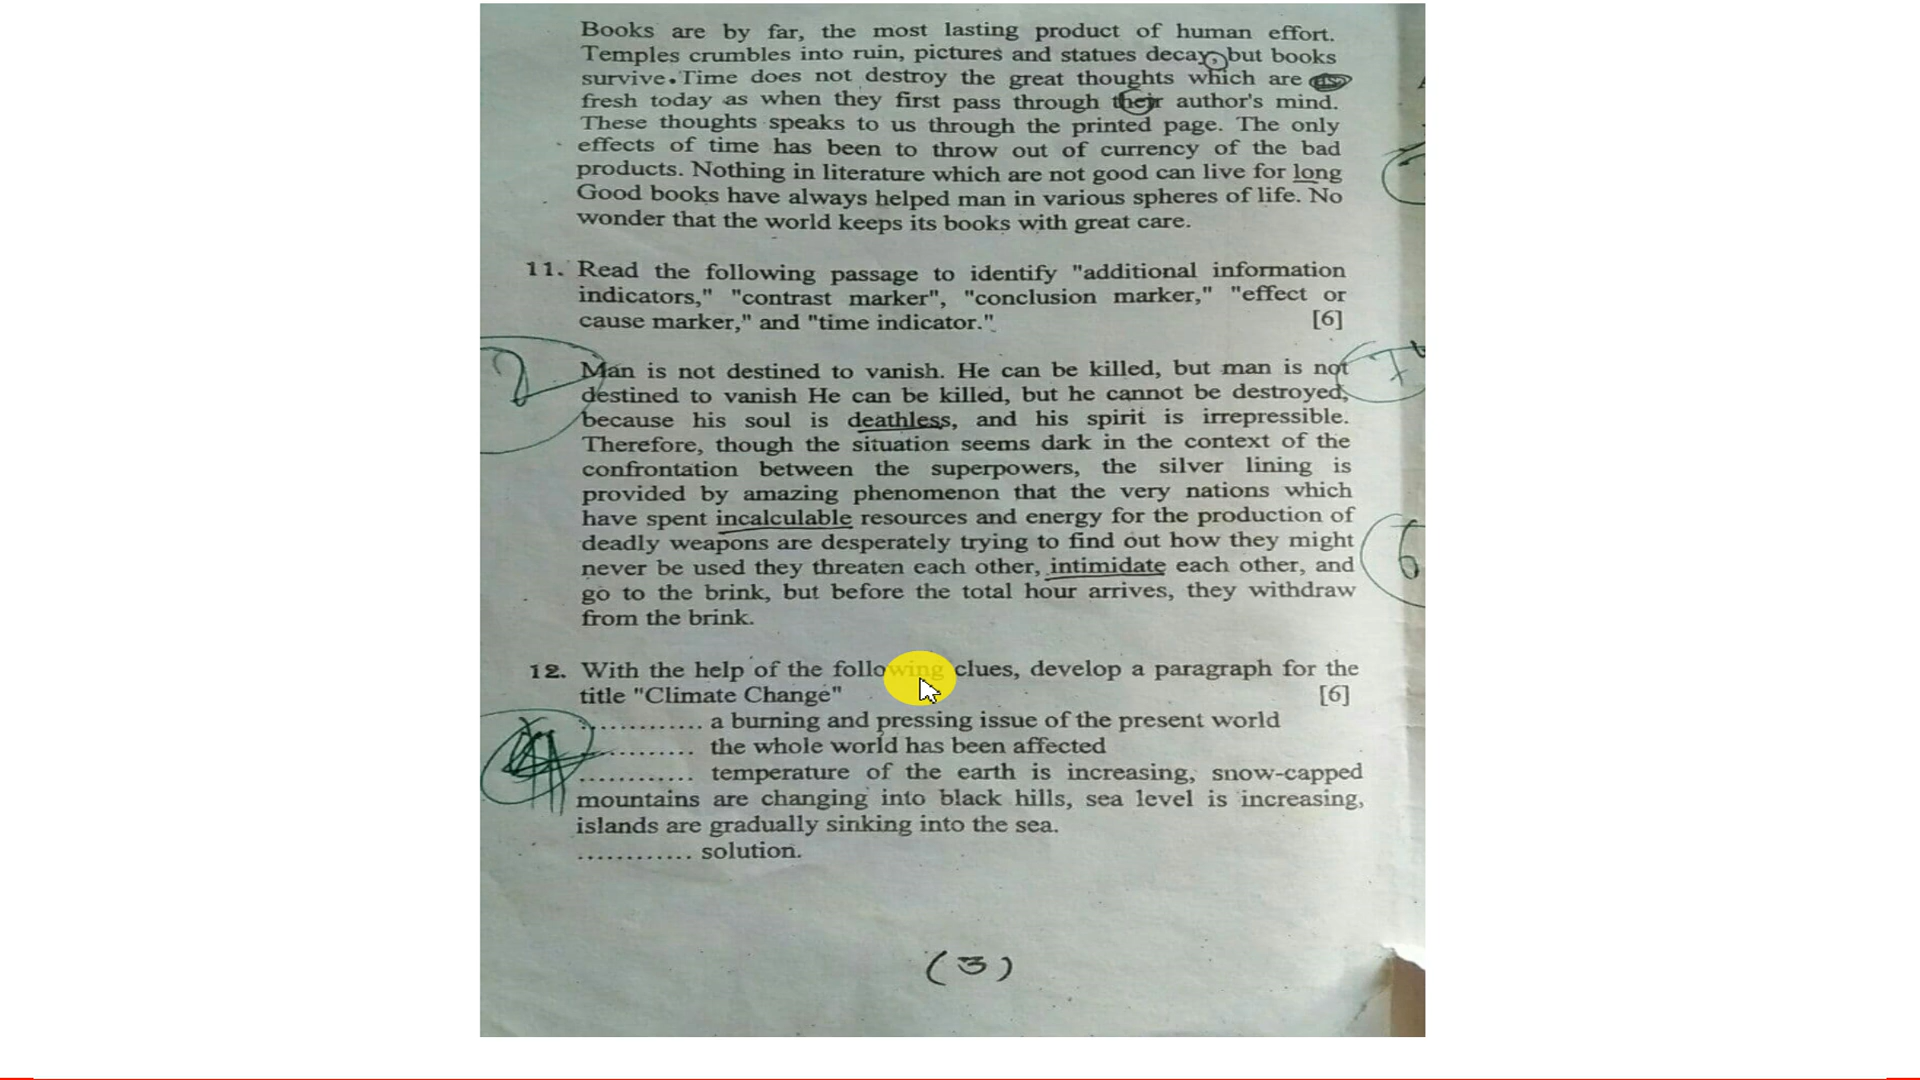 Books are by far, the most lasting product of human effort.
Temples crumbles into ruin, pictures and statues decay, but books
survive. Time does not destroy the great thoughts which are as
fresh today as when they first pass through their author's mind.
These thoughts speaks to us through the printed page. The only
effects of time has been to throw out of currency of the bad
products. Nothing in literature which are not good can live for long
Good books have always helped man in various spheres of life. No
wonder that the world keeps its books with great care.
11. Read the following passage to identify "additional information
indicators," "contrast marker", "conclusion marker," "effect or
cause marker," and "time indicator." [6]
2
Man is not destined to vanish. He can be killed, but man is not
destined to vanish He can be killed, but he cannot be destroyed,
because his soul is deathless, and his spirit is irrepressible.
Therefore, though the situation seems dark in the context of the
confrontation between the superpowers, the silver lining is
provided by amazing phenomenon that the very nations which
have spent incalculable resources and energy for the production of
deadly weapons are desperately trying to find out how they might
never be used they threaten each other, intimidate each other, and
go to the brink, but before the total hour arrives, they withdraw
from the brink.
6
12. With the help of the following clues, develop a paragraph for the
title "Climate Change" [6]
............. a burning and pressing issue of the present world
............ the whole world has been affected
............ temperature of the earth is increasing, snow-capped
mountains are changing into black hills, sea level is increasing,
islands are gradually sinking into the sea.
............ solution.
(3)